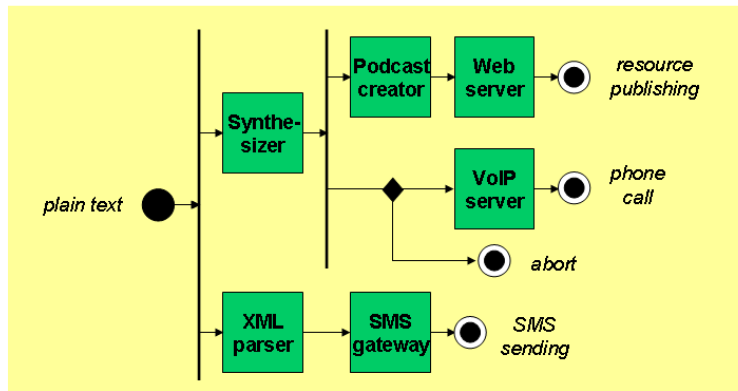 Podcast
creator
Web
server
resource
publishing
Synthe-
sizer
plain text
VoIP
server
phone
call
abort
XML
parser
SMS
gateway
SMS
sending